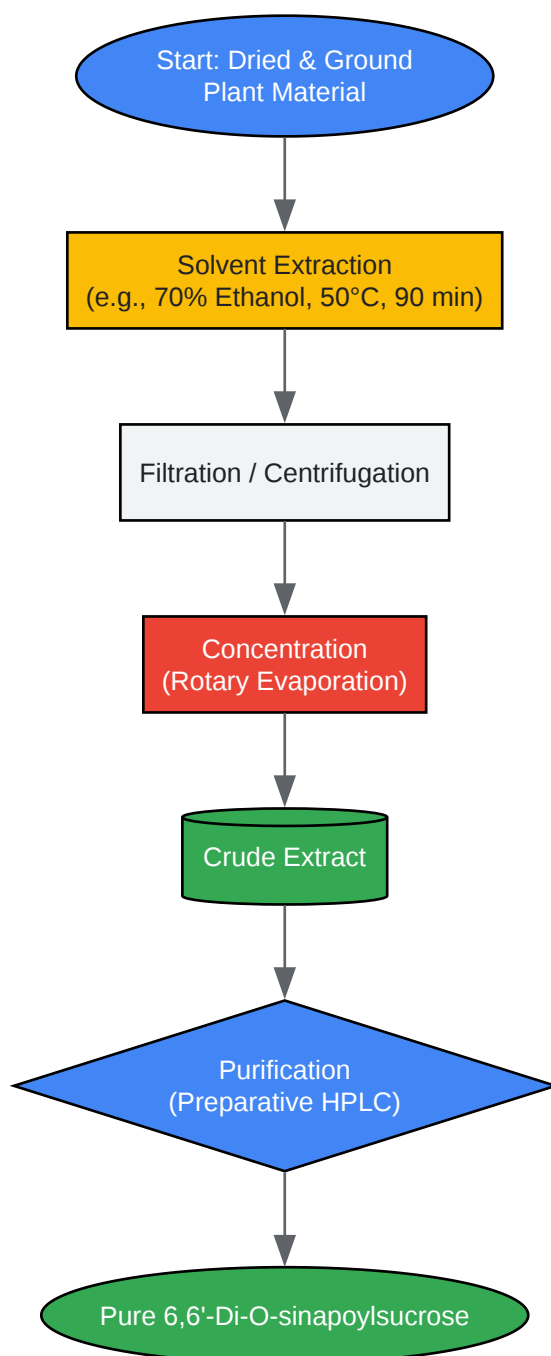 Start: Dried & Ground
Plant Material
Solvent Extraction
(e.g., 70% Ethanol, 50°C, 90 min)
Filtration / Centrifugation
Concentration
(Rotary Evaporation)
Crude Extract
Purification
(Preparative HPLC)
Pure 6,6'-Di-O-sinapoylsucrose